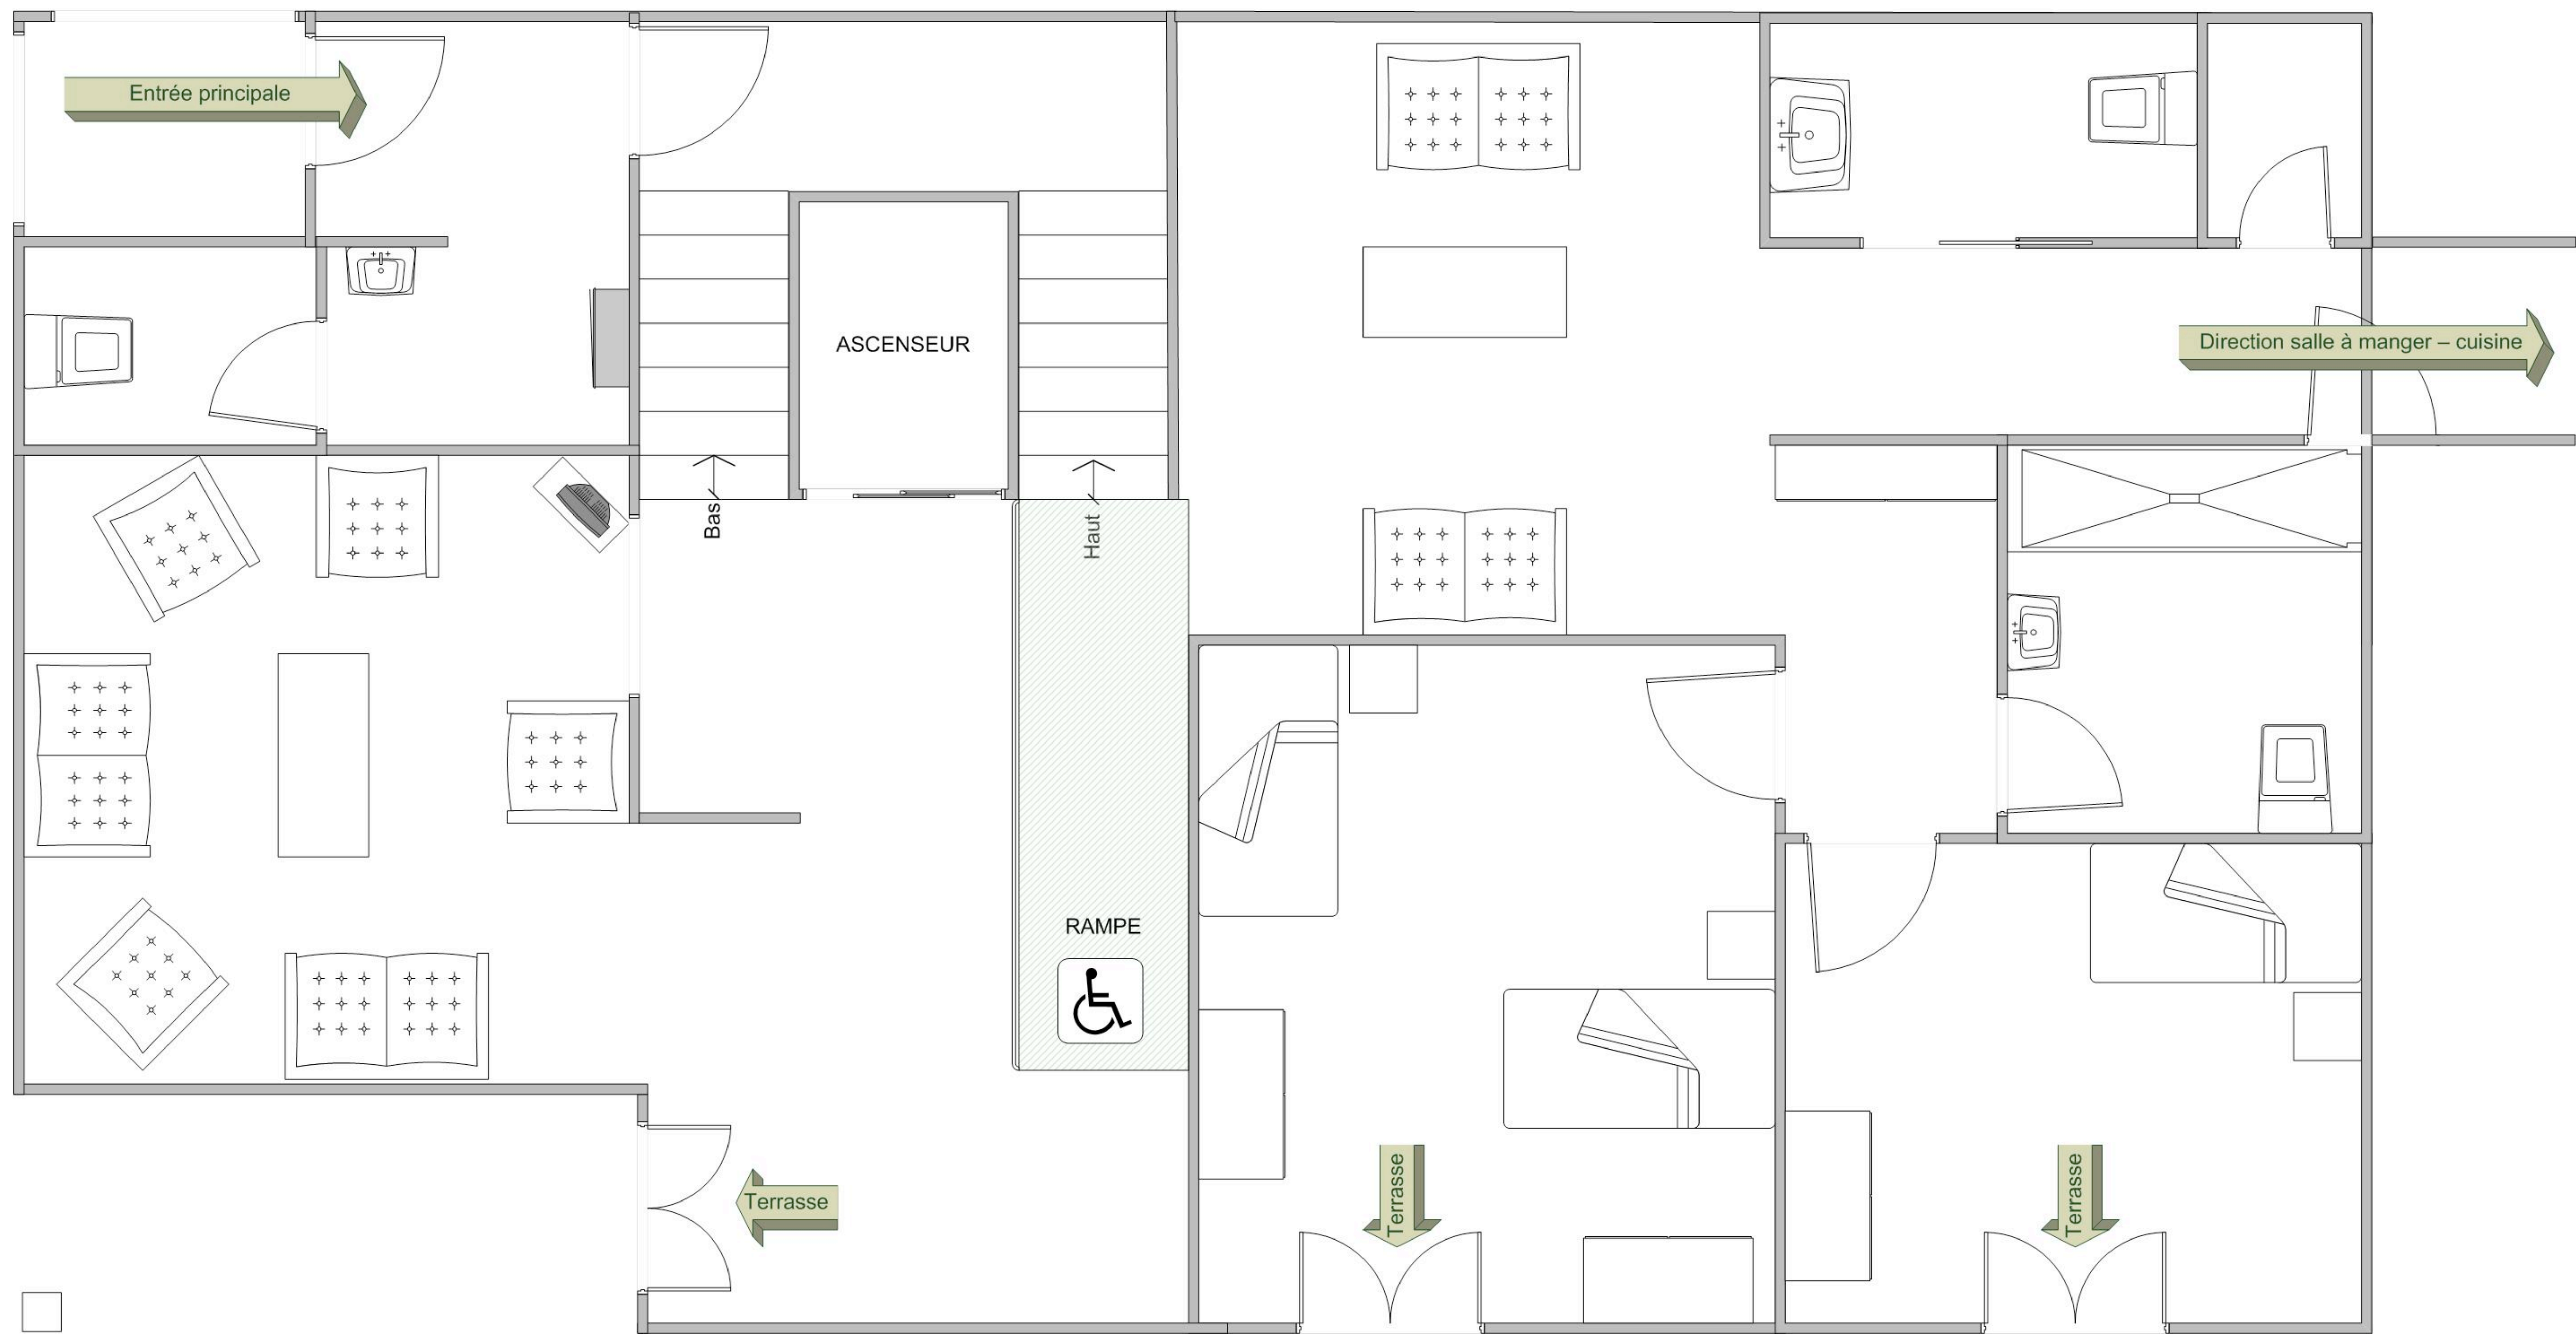 Entrée principale
ASCENSEUR
Direction salle à manger – cuisine
Bas
Haut
RAMPE
Terrasse
Terrasse
Terrasse